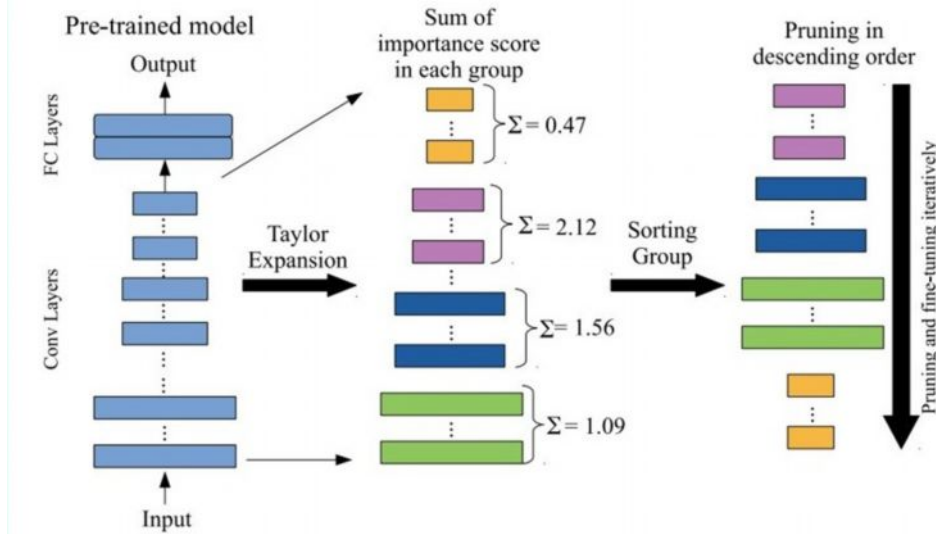 Pre-trained model
Output
FC Layers
Conv Layers
Input
Taylor
Expansion
Sum of
importance score
in each group
Σ = 0.47
Σ = 2.12
Σ = 1.56
Σ = 1.09
Sorting
Group
Pruning in
descending order
Pruning and fine-tuning iteratively